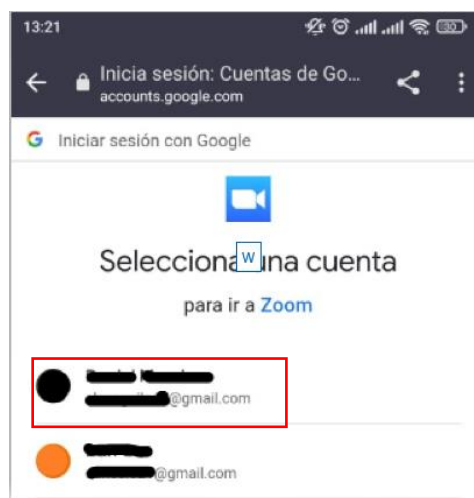 13:21
30
Inicia sesión: Cuentas de Go...
accounts.google.com
G Iniciar sesión con Google
Selecciona una cuenta
W
para ir a Zoom
@gmail.com
@gmail.com